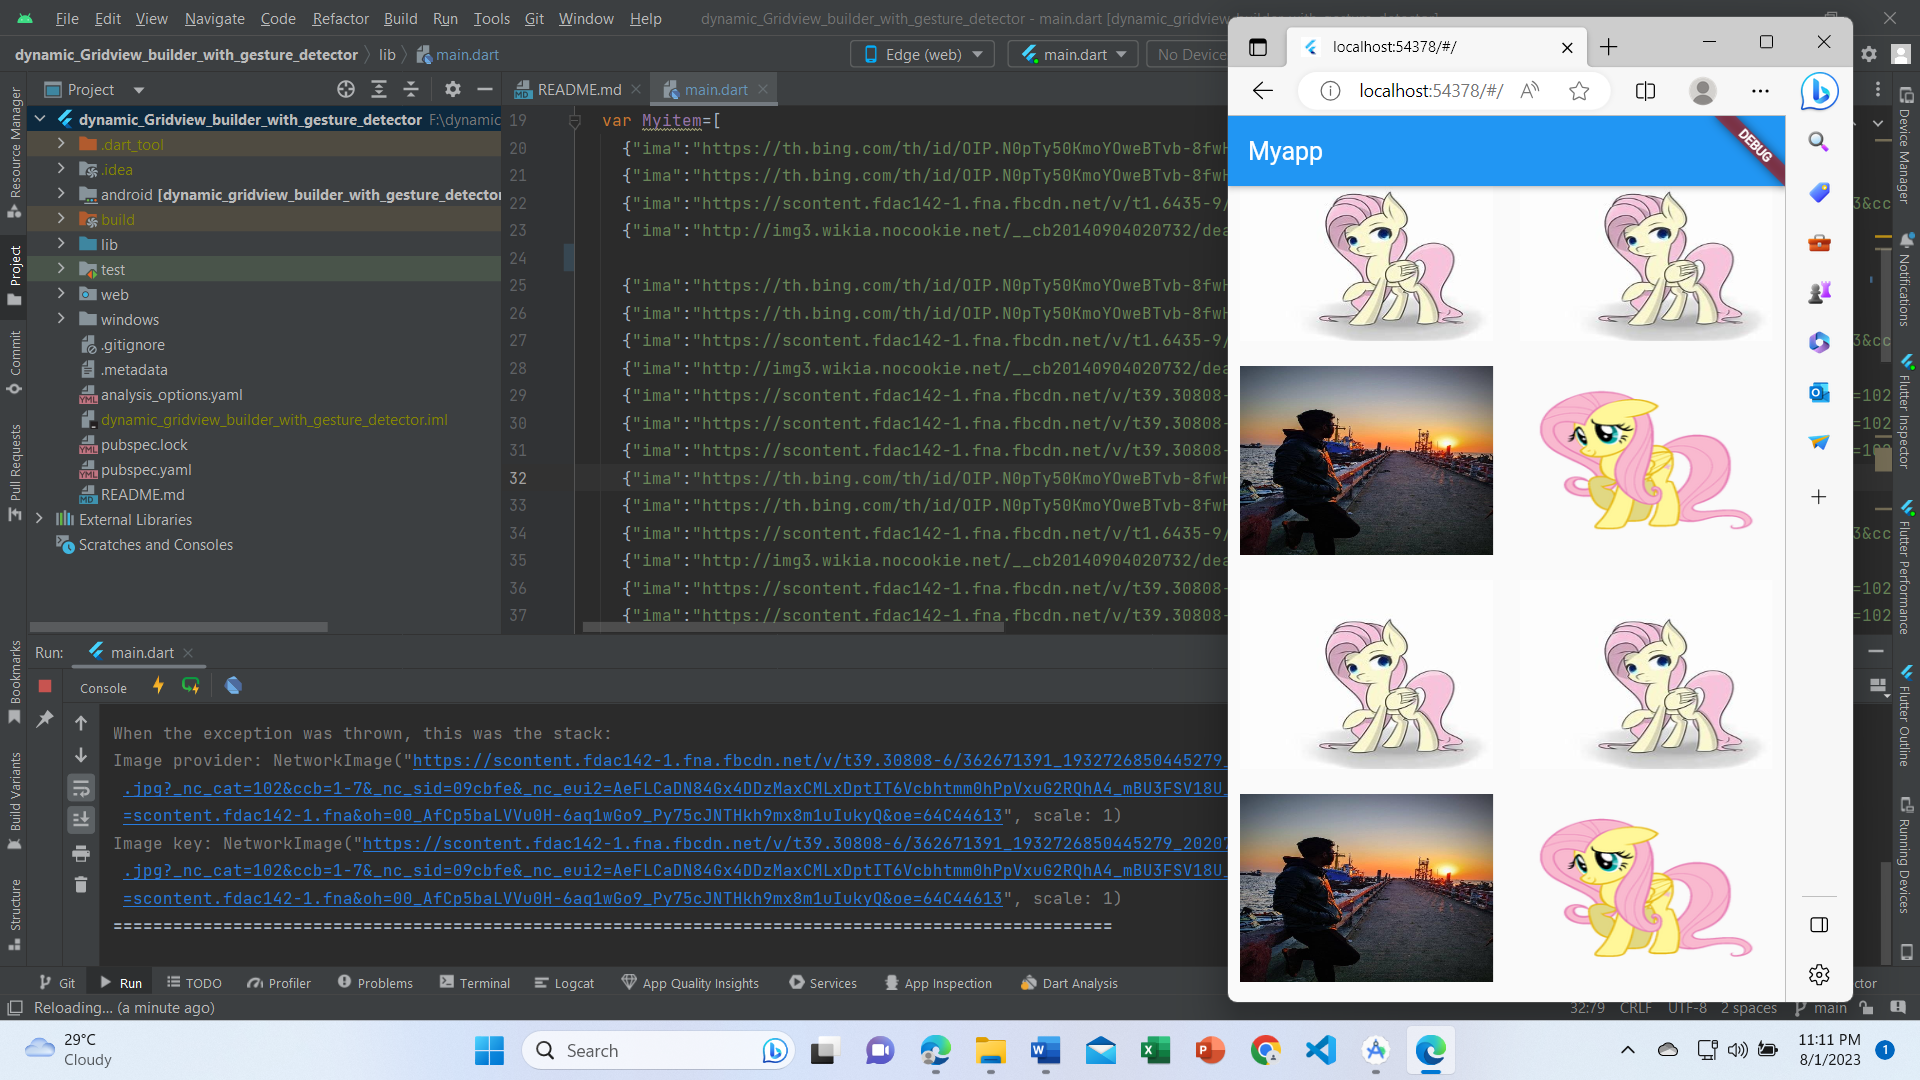 File Edit View Navigate Code Refactor Build Run Tools Git Window Help dynamic_Gridview_builder_with_gesture_detector - main.dart [dynamic_gridview_builder_with_gesture_detector]
dynamic_Gridview_builder_with_gesture_detector lib main.dart Edge (web) main.dart No Device
Project README.md main.dart
Resource Manager
Project
Commit
Pull Requests
Bookmarks
Build Variants
Structure
dynamic_Gridview_builder_with_gesture_detector F:\dynamic
.dart_tool
.idea
android [dynamic_gridview_builder_with_gesture_detector
build
lib
test
web
windows
.gitignore
.metadata
analysis_options.yaml
dynamic_gridview_builder_with_gesture_detector.iml
pubspec.lock
pubspec.yaml
README.md
External Libraries
Scratches and Consoles
19 var Myitem=[
20 {"ima":"https://th.bing.com/th/id/OIP.N0pTy50KmoYOweBTvb-8fwH
21 {"ima":"https://th.bing.com/th/id/OIP.N0pTy50KmoYOweBTvb-8fwH
22 {"ima":"https://scontent.fdac142-1.fna.fbcdn.net/v/t1.6435-9/
23 {"ima":"http://img3.wikia.nocookie.net/__cb20140904020732/dea
24
25 {"ima":"https://th.bing.com/th/id/OIP.N0pTy50KmoYOweBTvb-8fwH
26 {"ima":"https://th.bing.com/th/id/OIP.N0pTy50KmoYOweBTvb-8fwH
27 {"ima":"https://scontent.fdac142-1.fna.fbcdn.net/v/t1.6435-9/
28 {"ima":"http://img3.wikia.nocookie.net/__cb20140904020732/dea
29 {"ima":"https://scontent.fdac142-1.fna.fbcdn.net/v/t39.30808-
30 {"ima":"https://scontent.fdac142-1.fna.fbcdn.net/v/t39.30808-
31 {"ima":"https://scontent.fdac142-1.fna.fbcdn.net/v/t39.30808-
32 {"ima":"https://th.bing.com/th/id/OIP.N0pTy50KmoYOweBTvb-8fwH
33 {"ima":"https://th.bing.com/th/id/OIP.N0pTy50KmoYOweBTvb-8fwH
34 {"ima":"https://scontent.fdac142-1.fna.fbcdn.net/v/t1.6435-9/
35 {"ima":"http://img3.wikia.nocookie.net/__cb20140904020732/dea
36 {"ima":"https://scontent.fdac142-1.fna.fbcdn.net/v/t39.30808-
37 {"ima":"https://scontent.fdac142-1.fna.fbcdn.net/v/t39.30808-
Run: main.dart
Console
When the exception was thrown, this was the stack:
Image provider: NetworkImage("https://scontent.fdac142-1.fna.fbcdn.net/v/t39.30808-6/362671391_1932726850445279_
.jpg?_nc_cat=102&ccb=1-7&_nc_sid=09cbfe&_nc_eui2=AeFLCaDN84Gx4DDzMaxCMLxDptIT6Vcbhtmm0hPpVxuG2RQhA4_mBU3FSV18U_
=scontent.fdac142-1.fna&oh=00_AfCp5baLVVu0H-6aq1wGo9_Py75cJNTHkh9mx8m1uIukyQ&oe=64C44613", scale: 1)
Image key: NetworkImage("https://scontent.fdac142-1.fna.fbcdn.net/v/t39.30808-6/362671391_1932726850445279_20207
.jpg?_nc_cat=102&ccb=1-7&_nc_sid=09cbfe&_nc_eui2=AeFLCaDN84Gx4DDzMaxCMLxDptIT6Vcbhtmm0hPpVxuG2RQhA4_mBU3FSV18U_
=scontent.fdac142-1.fna&oh=00_AfCp5baLVVu0H-6aq1wGo9_Py75cJNTHkh9mx8m1uIukyQ&oe=64C44613", scale: 1)
====================================================================================================
localhost:54378/#/
localhost:54378/#/
Myapp
DEBUG
3&cc
3&cc
=102
=102
=102
3&cc
=102
=102
Device Manager
Notifications
Flutter Inspector
Flutter Performance
Flutter Outline
Running Devices
Git Run TODO Profiler Problems Terminal Logcat App Quality Insights Services App Inspection Dart Analysis ctor
Reloading... (a minute ago) 32:79 CRLF UTF-8 2 spaces main
29°C
Cloudy
Search
11:11 PM
8/1/2023
1